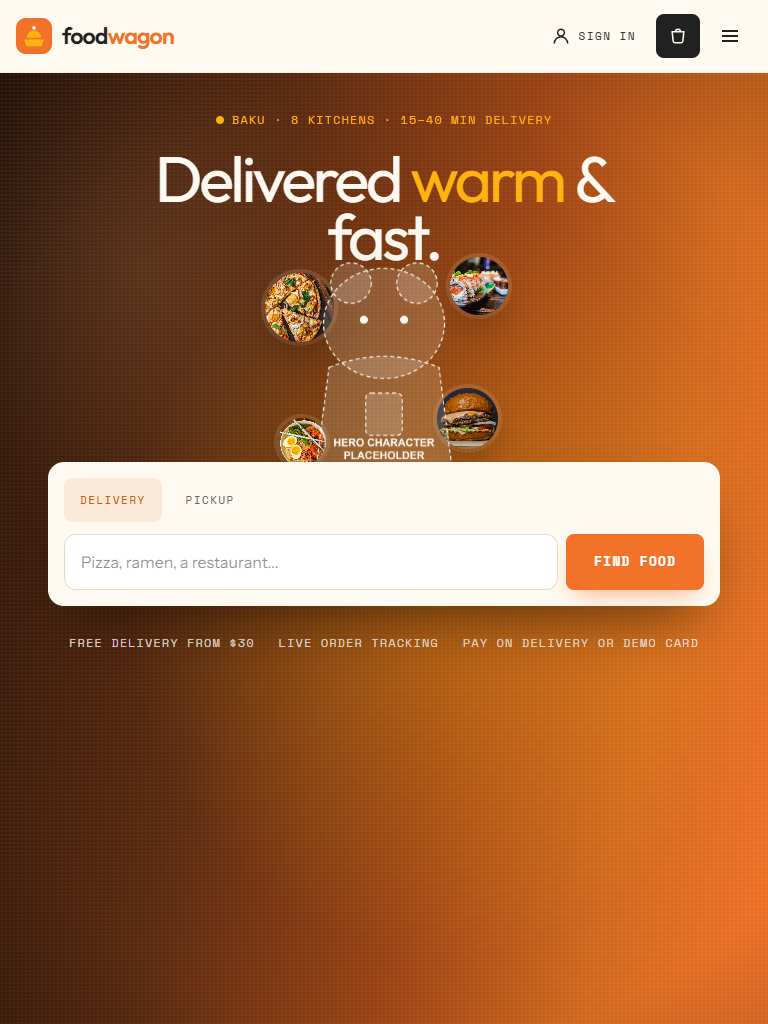 foodwagon
SIGN IN
BAKU · 8 KITCHENS · 15–40 MIN DELIVERY
Delivered warm &
fast.
HERO CHARACTER
PLACEHOLDER
DELIVERY
PICKUP
Pizza, ramen, a restaurant...
FIND FOOD
FREE DELIVERY FROM $30
LIVE ORDER TRACKING
PAY ON DELIVERY OR DEMO CARD